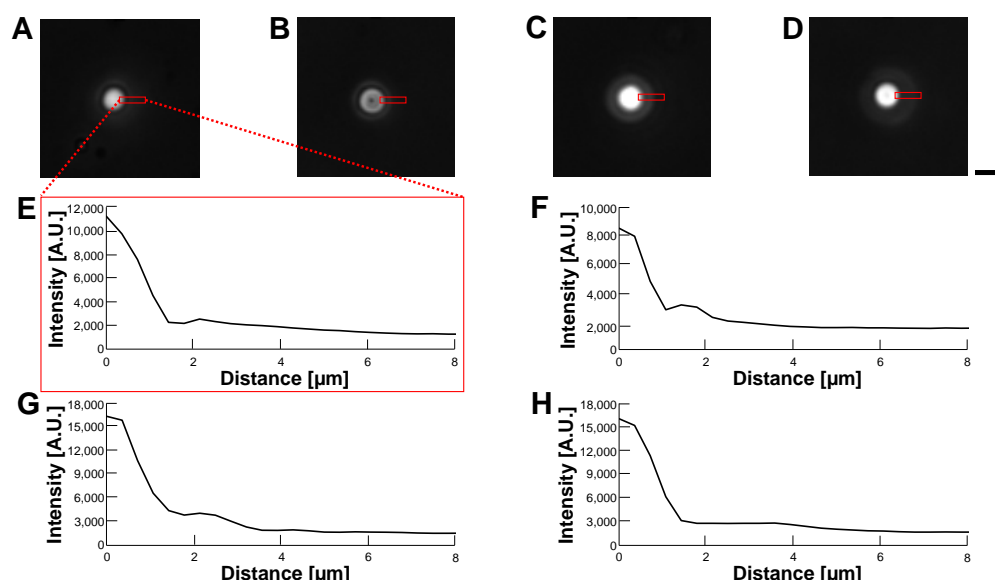 A B C D
E F
12,000 10,000
10,000 8,000
8,000 6,000
6,000 4,000
4,000 2,000
2,000 0
0
Intensity [A.U.] Intensity [A.U.]
0 2 4 6 8 0 2 4 6 8
Distance [μm] Distance [μm]
G H
18,000 18,000
15,000 15,000
12,000 12,000
9,000 9,000
6,000 6,000
3,000 3,000
0 0
Intensity [A.U.] Intensity [A.U.]
0 2 4 6 8 0 2 4 6 8
Distance [μm] Distance [μm]